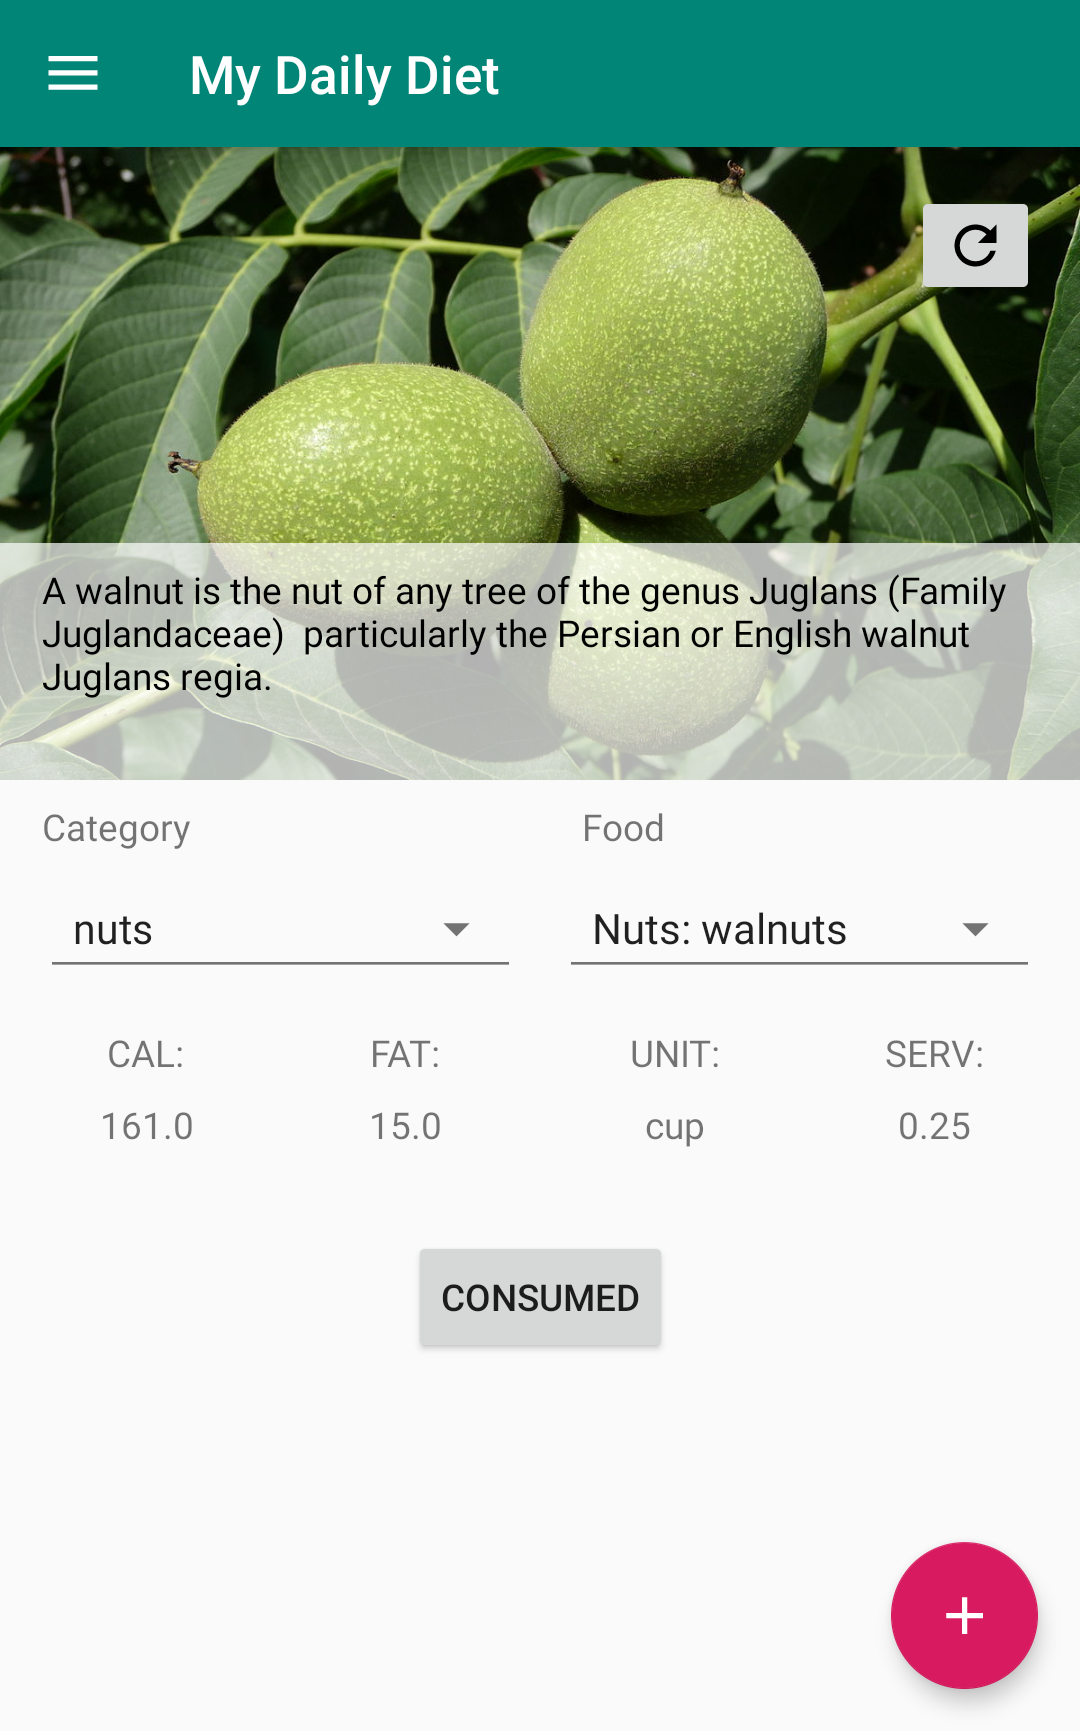 My Daily Diet
A walnut is the nut of any tree of the genus Juglans (Family
Juglandaceae)  particularly the Persian or English walnut
Juglans regia.
Category
Food
nuts
Nuts: walnuts
CAL:
FAT:
UNIT:
SERV:
161.0
15.0
cup
0.25
CONSUMED